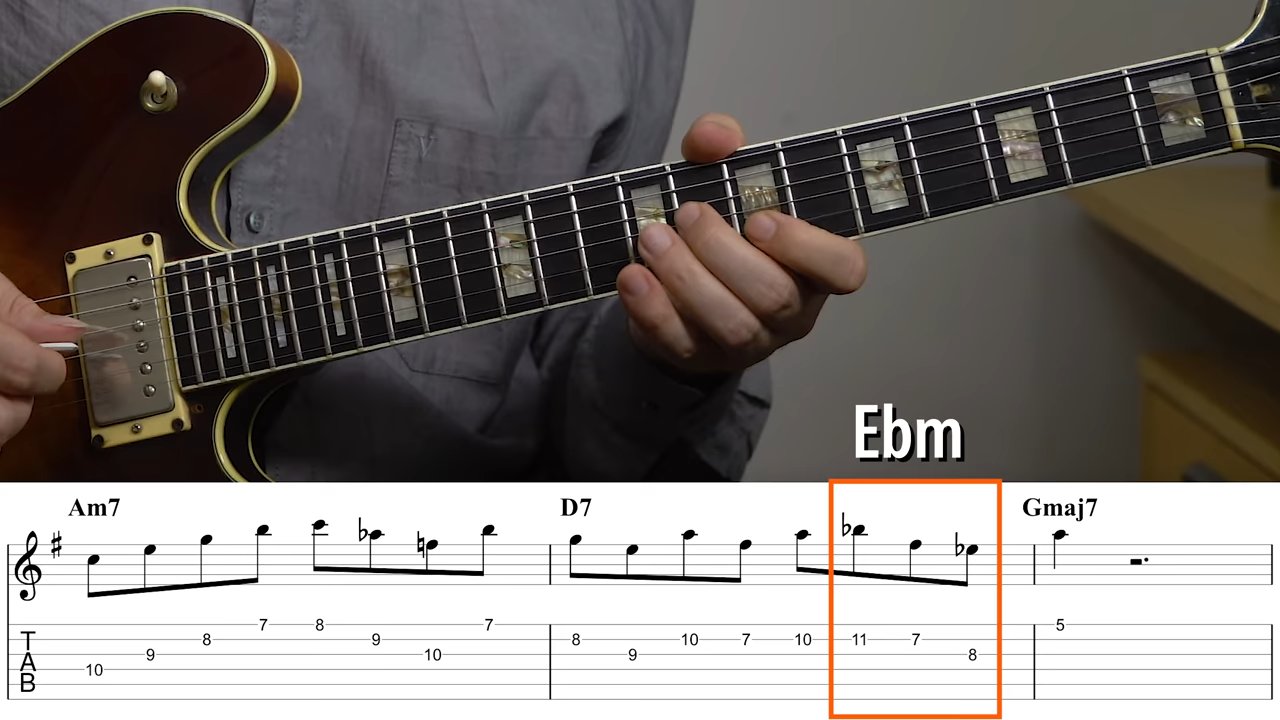 Ebm
Am7 D7 Gmaj7
7 8 7 5
8 9 8 10 7 10 11 7
T 9 10 9 8
A 10
B